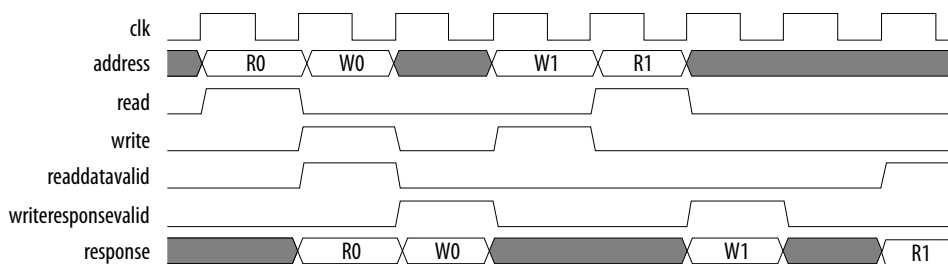 clk
address R0 W0 W1 R1
read
write
readdatavalid
writeresponsevalid
response R0 W0 W1 R1